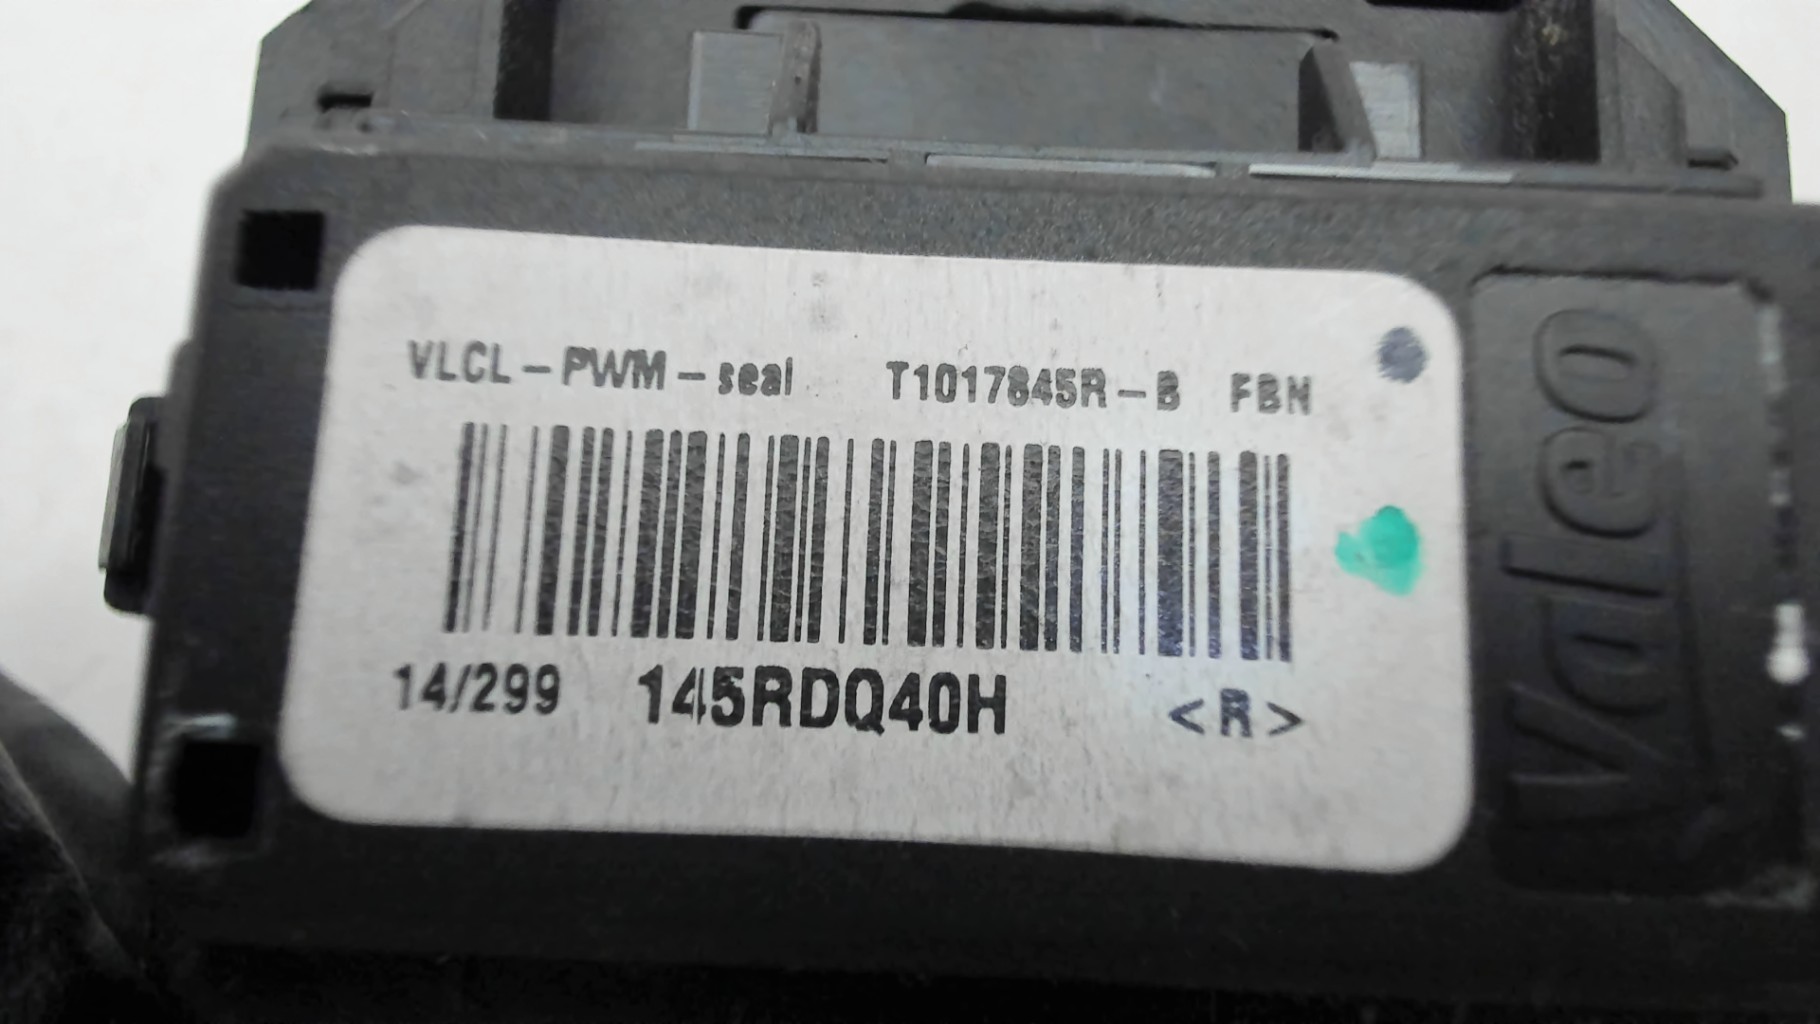 VLCL-PWM-seal T1017845R-B FBN
14/299 145RDQ40H <R>
Valeo